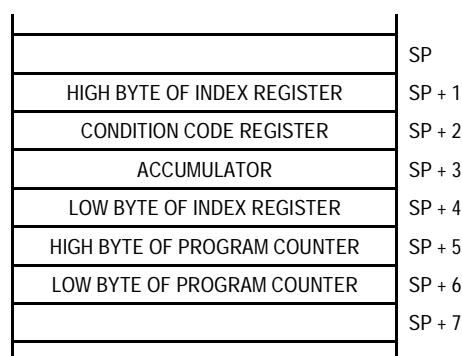 SP
HIGH BYTE OF INDEX REGISTER SP + 1
CONDITION CODE REGISTER SP + 2
ACCUMULATOR SP + 3
LOW BYTE OF INDEX REGISTER SP + 4
HIGH BYTE OF PROGRAM COUNTER SP + 5
LOW BYTE OF PROGRAM COUNTER SP + 6
SP + 7